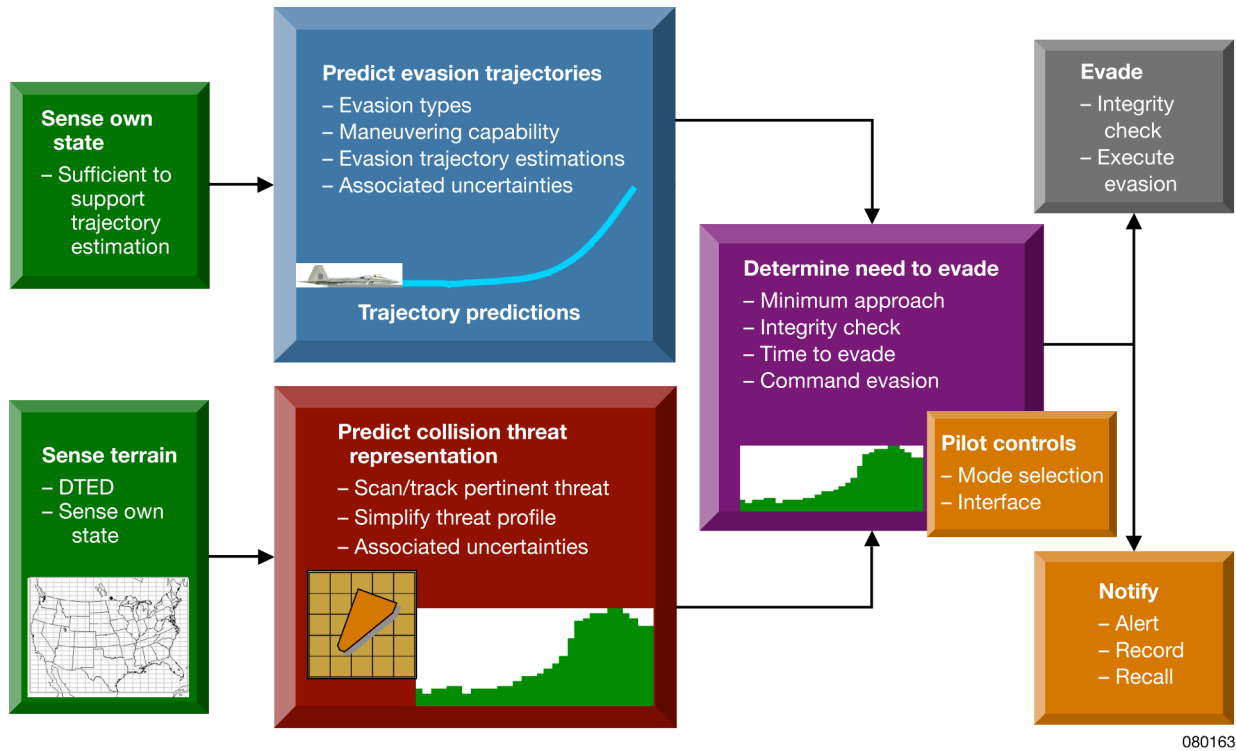 Sense own
state
– Sufficient to
support
trajectory
estimation
Predict evasion trajectories
– Evasion types
– Maneuvering capability
– Evasion trajectory estimations
– Associated uncertainties
Trajectory predictions
Sense terrain
– DTED
– Sense own
state
Predict collision threat
representation
– Scan/track pertinent threat
– Simplify threat profile
– Associated uncertainties
Determine need to evade
– Minimum approach
– Integrity check
– Time to evade
– Command evasion
Pilot controls
– Mode selection
– Interface
Evade
– Integrity
check
– Execute
evasion
Notify
– Alert
– Record
– Recall
080163